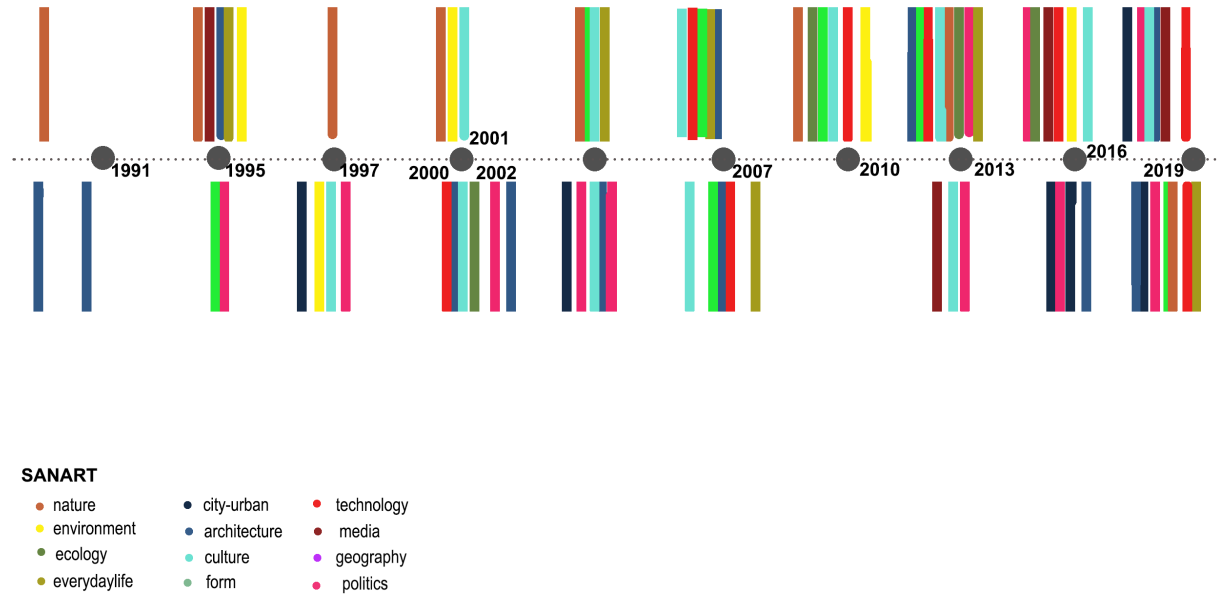 2001
1991
1995
1997
2000
2002
2007
2010
2013
2016
2019
SANART
nature
environment
ecology
everydaylife
city-urban
architecture
culture
form
technology
media
geography
politics